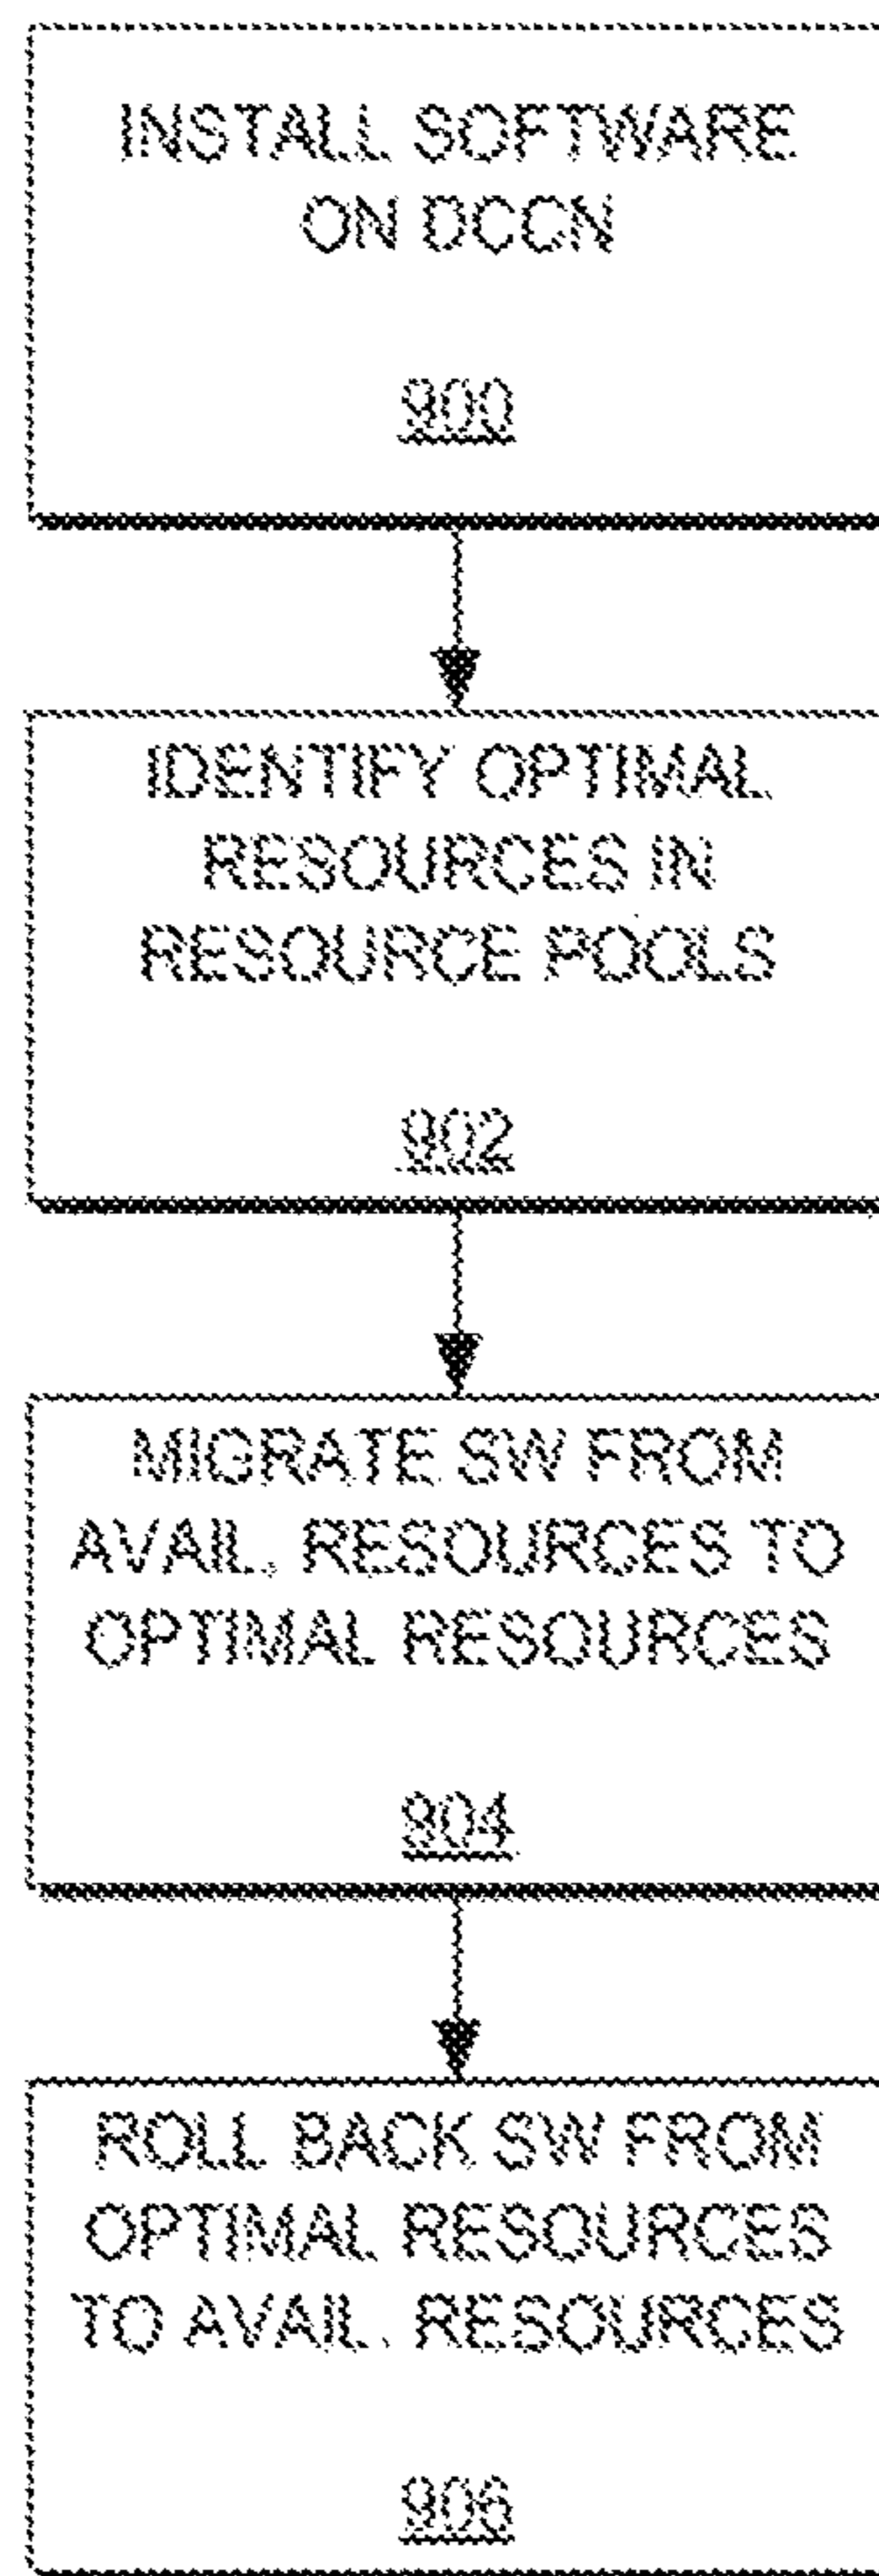 INSTALL SOFTWARE
ON DCCN
900
IDENTIFY OPTIMAL
RESOURCES IN
RESOURCE POOLS
902
MIGRATE SW FROM
AVAIL. RESOURCES TO
OPTIMAL RESOURCES
904
ROLL BACK SW FROM
OPTIMAL RESOURCES
TO AVAIL. RESOURCES
906